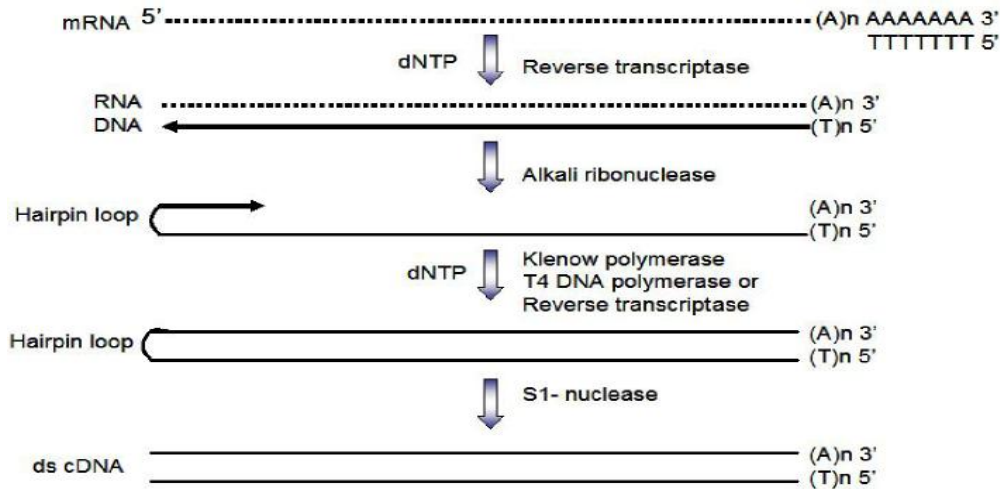 mRNA 5’ (A)n AAAAAAA 3’
TTTTTTT 5’
dNTP Reverse transcriptase
RNA (A)n 3’
DNA (T)n 5’
Alkali ribonuclease
Hairpin loop (A)n 3’
(T)n 5’
dNTP Klenow polymerase
T4 DNA polymerase or
Reverse transcriptase
Hairpin loop (A)n 3’
(T)n 5’
S1- nuclease
ds cDNA (A)n 3’
(T)n 5’